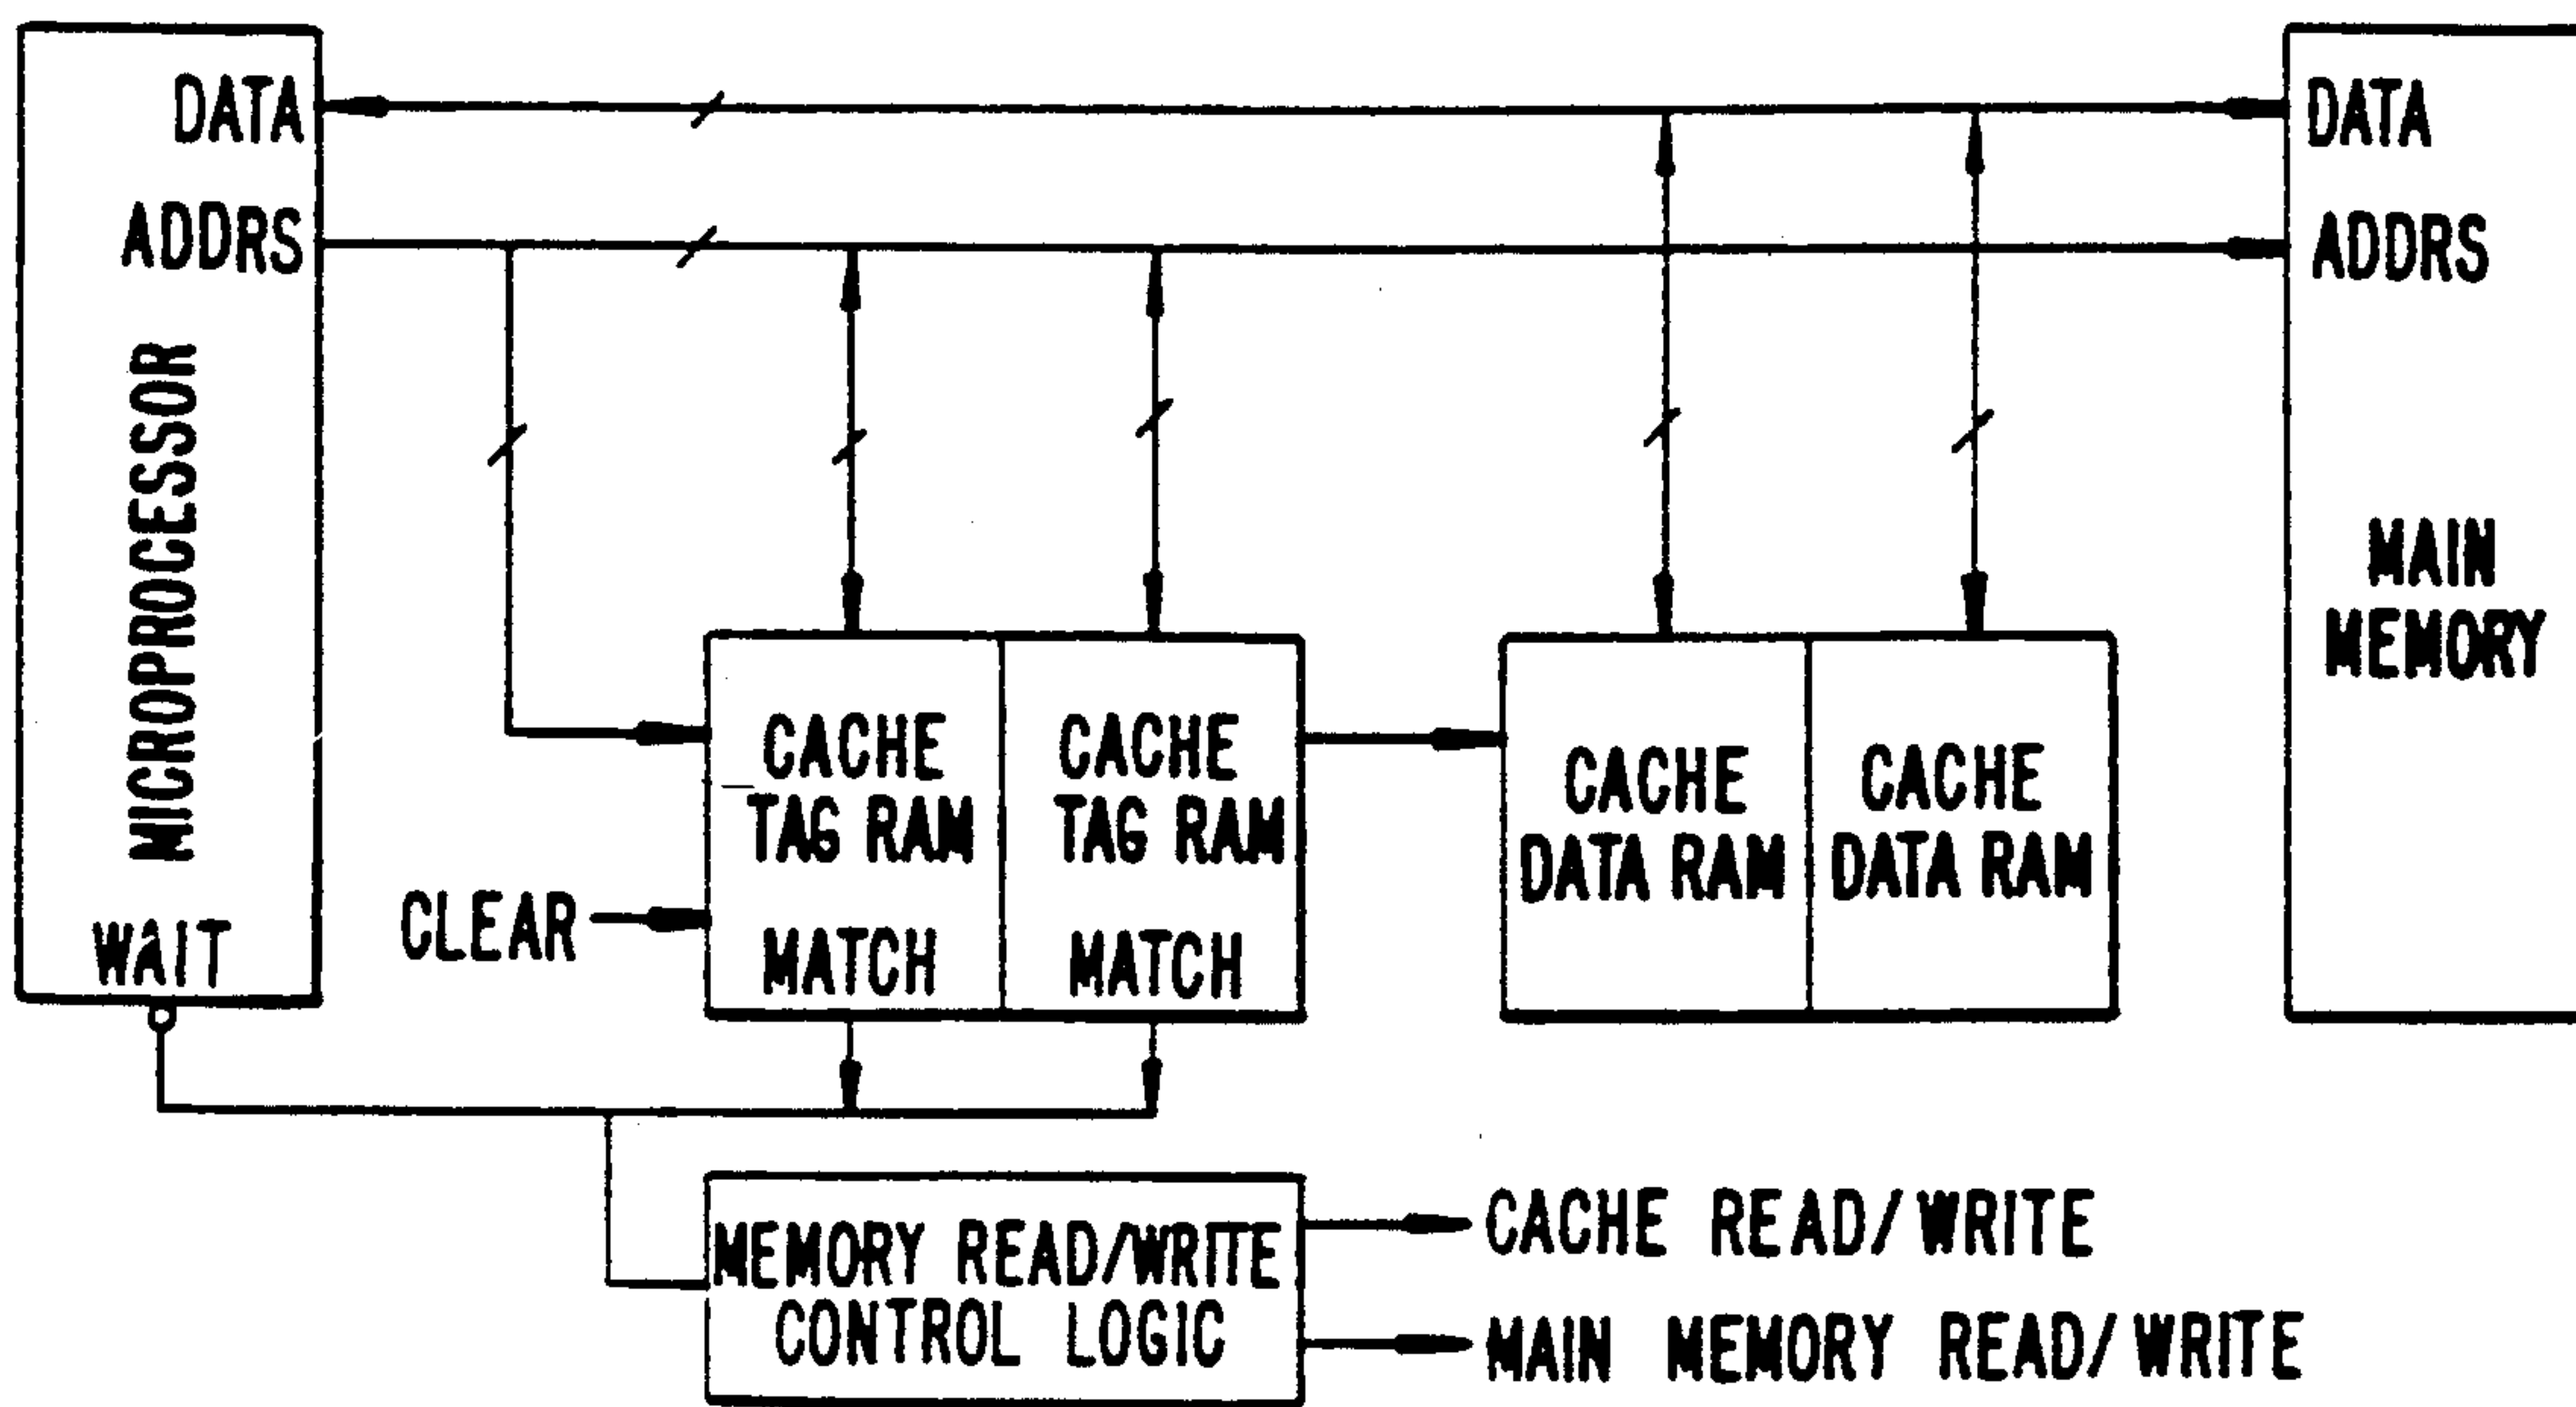 DATA
ADDRS
MICROPROCESSOR
WAIT
CLEAR
CACHE
TAG RAM
MATCH
CACHE
TAG RAM
MATCH
CACHE
DATA RAM
CACHE
DATA RAM
DATA
ADDRS
MAIN
MEMORY
MEMORY READ/WRITE
CONTROL LOGIC
CACHE READ/WRITE
MAIN MEMORY READ/WRITE